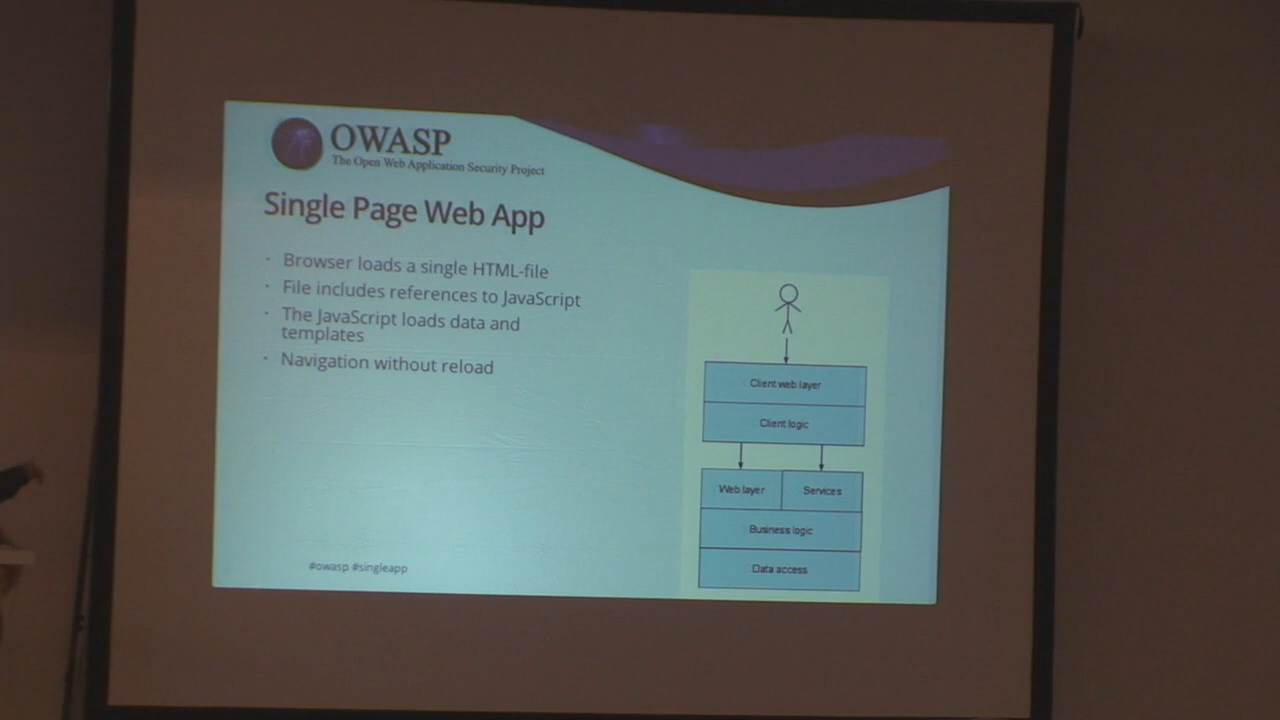 OWASP
The Open Web Application Security Project
Single Page Web App
· Browser loads a single HTML-file
· File includes references to JavaScript
· The JavaScript loads data and
templates
· Navigation without reload
Client web layer
Client logic
Web layer
Services
Business logic
Data access
#owasp #singleapp